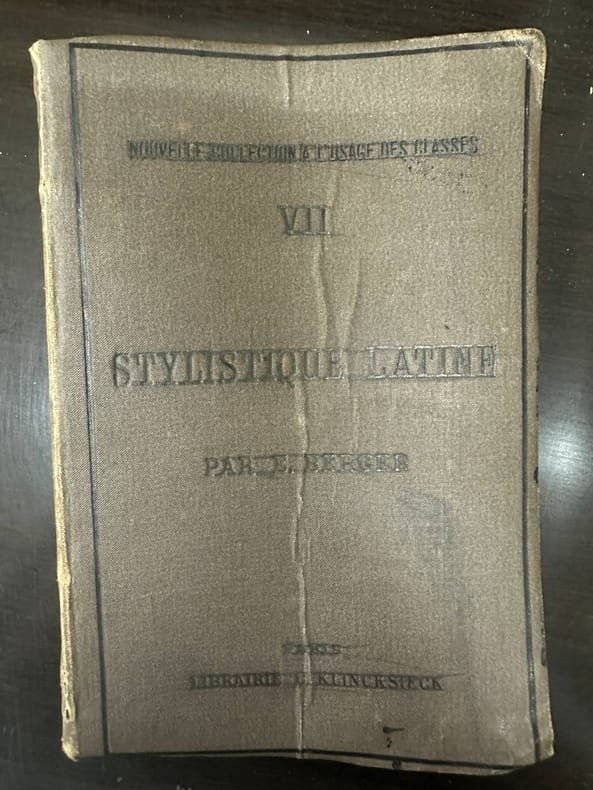 NOUVELLE COLLECTION A L'USAGE DES CLASSES
VII
STYLISTIQUE LATINE
PAR E. BERGER
PARIS
LIBRAIRIE C. KLINCKSIECK